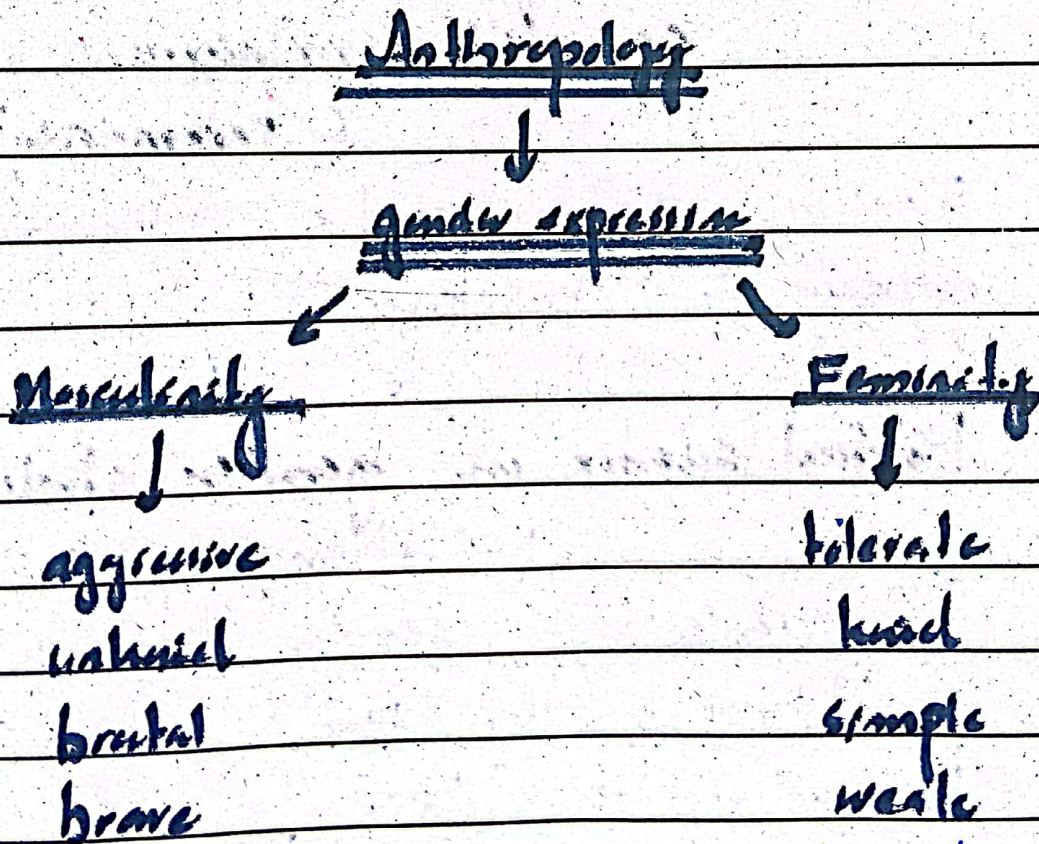 Anthropology
gender expression
Masculinity Feminity
aggressive tolerate
unkind kind
brutal simple
brave weak